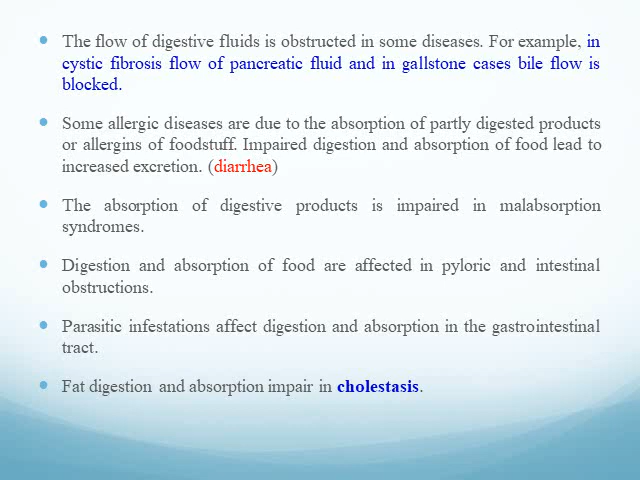 The flow of digestive fluids is obstructed in some diseases. For example, in
cystic fibrosis flow of pancreatic fluid and in gallstone cases bile flow is
blocked.
Some allergic diseases are due to the absorption of partly digested products
or allergins of foodstuff. Impaired digestion and absorption of food lead to
increased excretion. (diarrhea)
The absorption of digestive products is impaired in malabsorption
syndromes.
Digestion and absorption of food are affected in pyloric and intestinal
obstructions.
Parasitic infestations affect digestion and absorption in the gastrointestinal
tract.
Fat digestion and absorption impair in cholestasis.